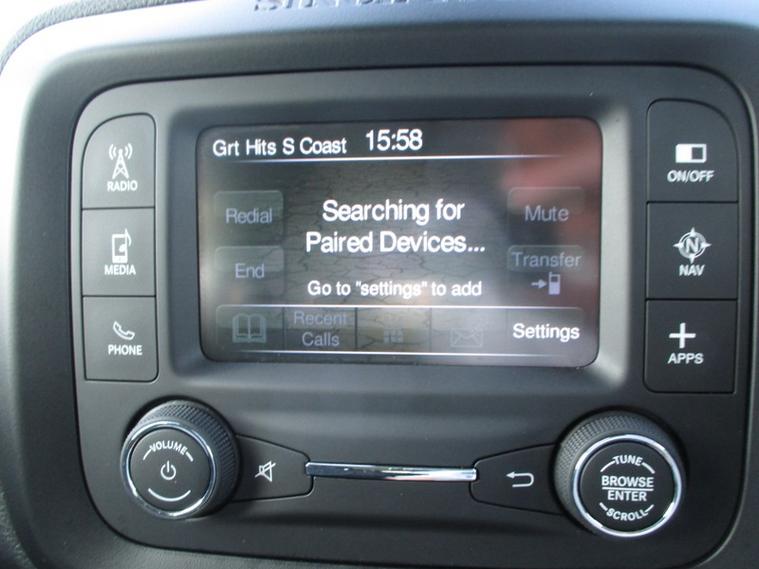 Grt Hits S Coast 15:58
RADIO
MEDIA
PHONE
Redial
End
Searching for
Paired Devices...
Go to "settings" to add
Mute
Transfer
Recent
Calls
Settings
ON/OFF
N
NAV
APPS
VOLUME
TUNE
BROWSE
ENTER
SCROLL